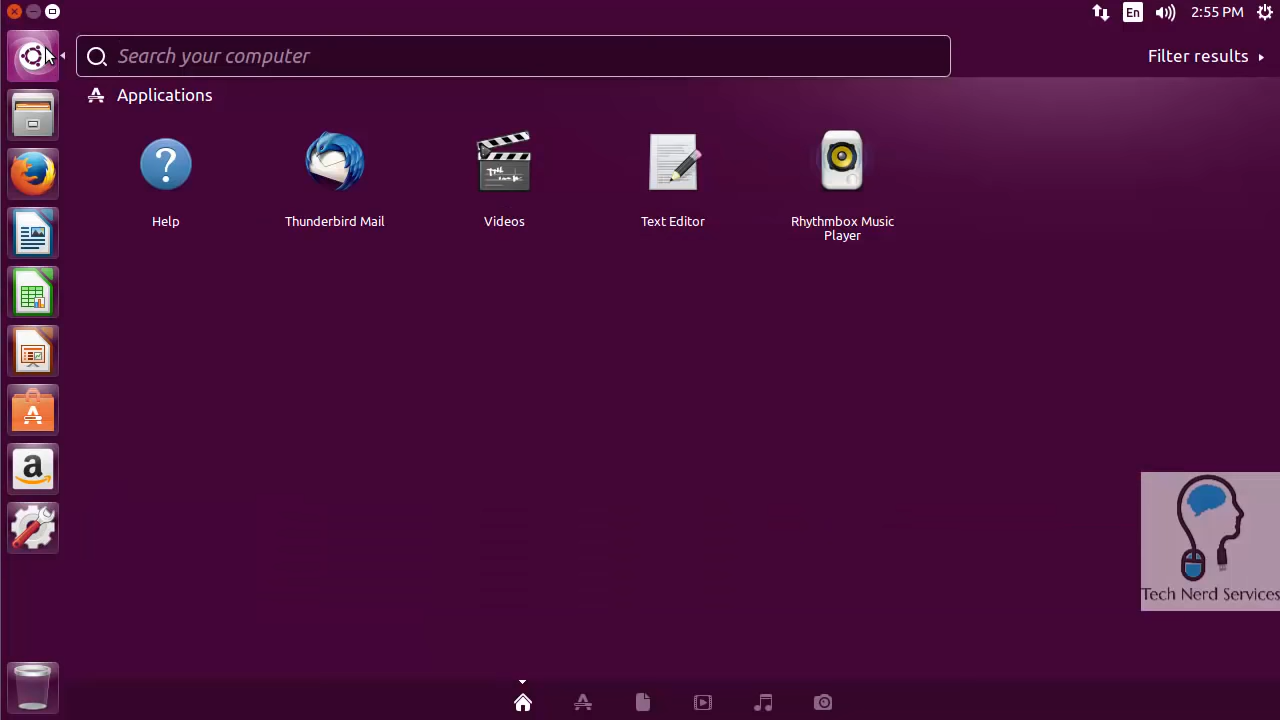 En
2:55 PM
Search your computer
Filter results
Applications
Help
Thunderbird Mail
Videos
Text Editor
Rhythmbox Music
Player
a
Tech Nerd Services